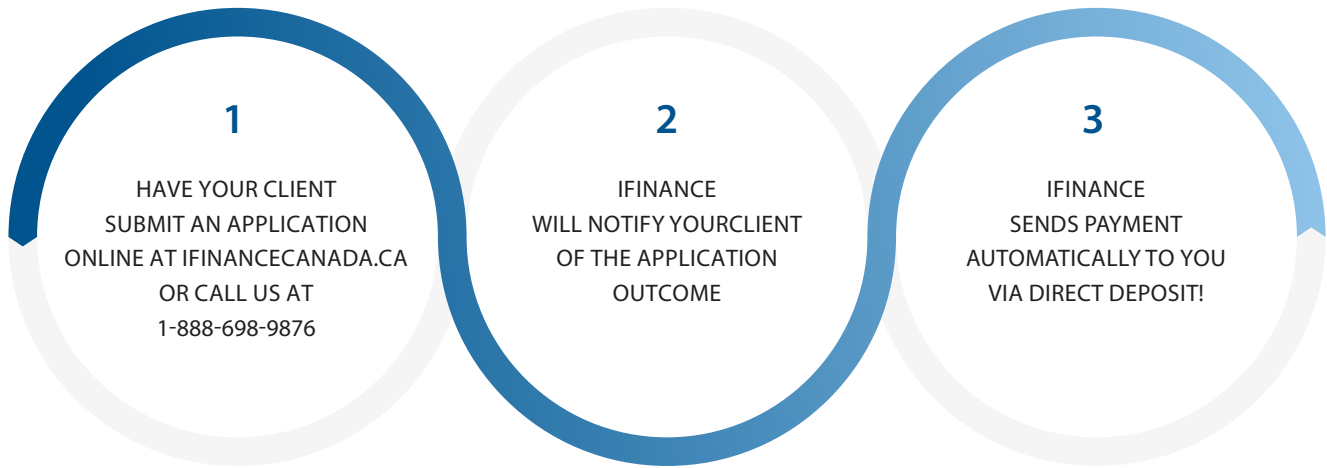 1
HAVE YOUR CLIENT
SUBMIT AN APPLICATION
ONLINE AT IFINANCECANADA.CA
OR CALL US AT
1-888-698-9876
2
IFINANCE
WILL NOTIFY YOURCLIENT
OF THE APPLICATION
OUTCOME
3
IFINANCE
SENDS PAYMENT
AUTOMATICALLY TO YOU
VIA DIRECT DEPOSIT!